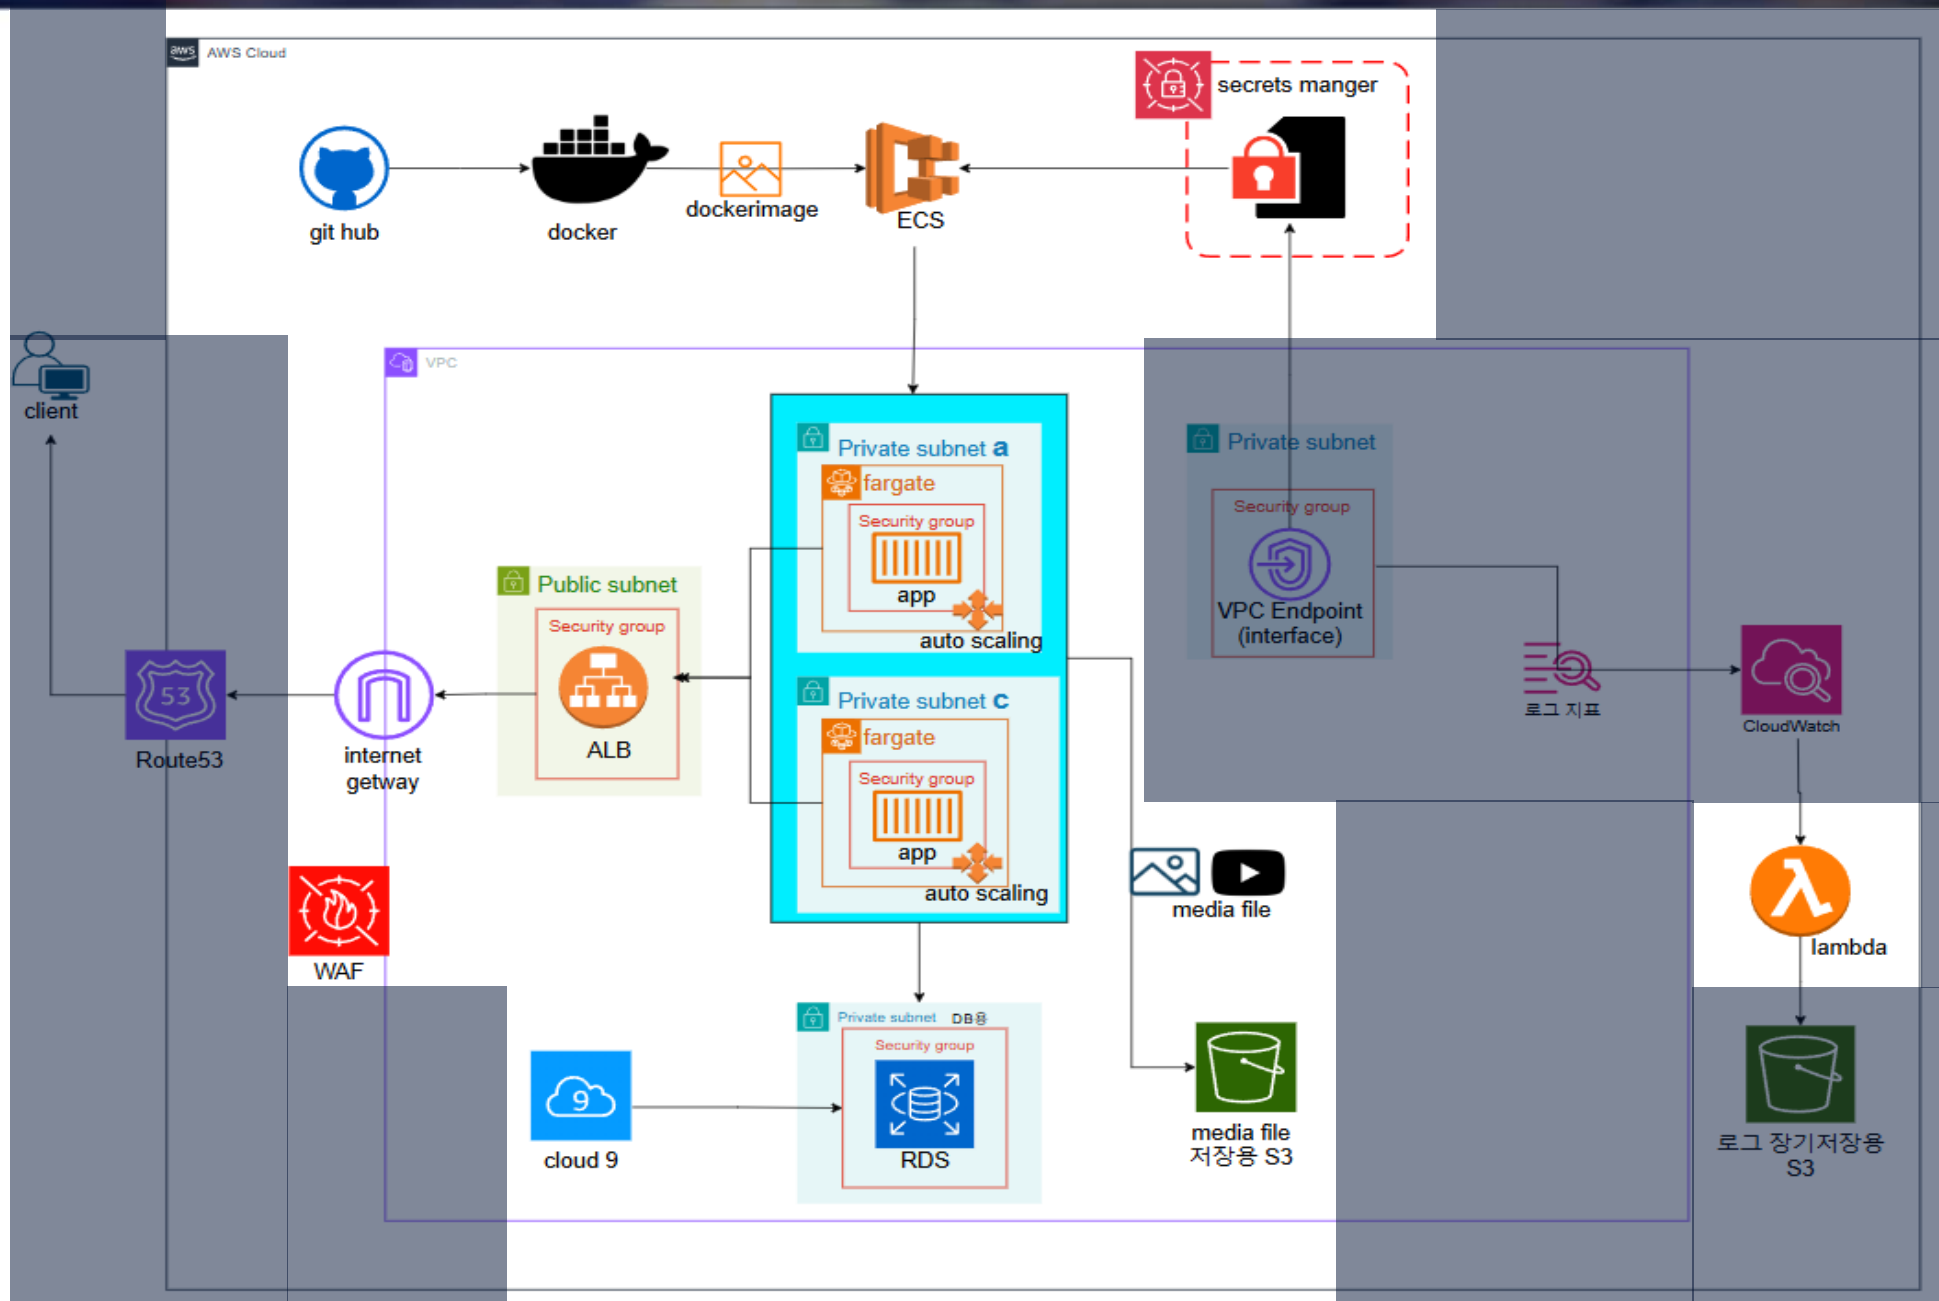 aws AWS Cloud
secrets manger
git hub
docker
dockerimage
ECS
client
VPC
Private subnet a
fargate
Security group
app
auto scaling
Private subnet
Security group
VPC Endpoint
(interface)
Public subnet
Security group
ALB
53
Route53
internet
getway
Private subnet c
fargate
Security group
app
auto scaling
로그 지표
CloudWatch
media file
lambda
WAF
Private subnet DB용
Security group
RDS
9
cloud 9
media file
저장용 S3
로그 장기저장용
S3